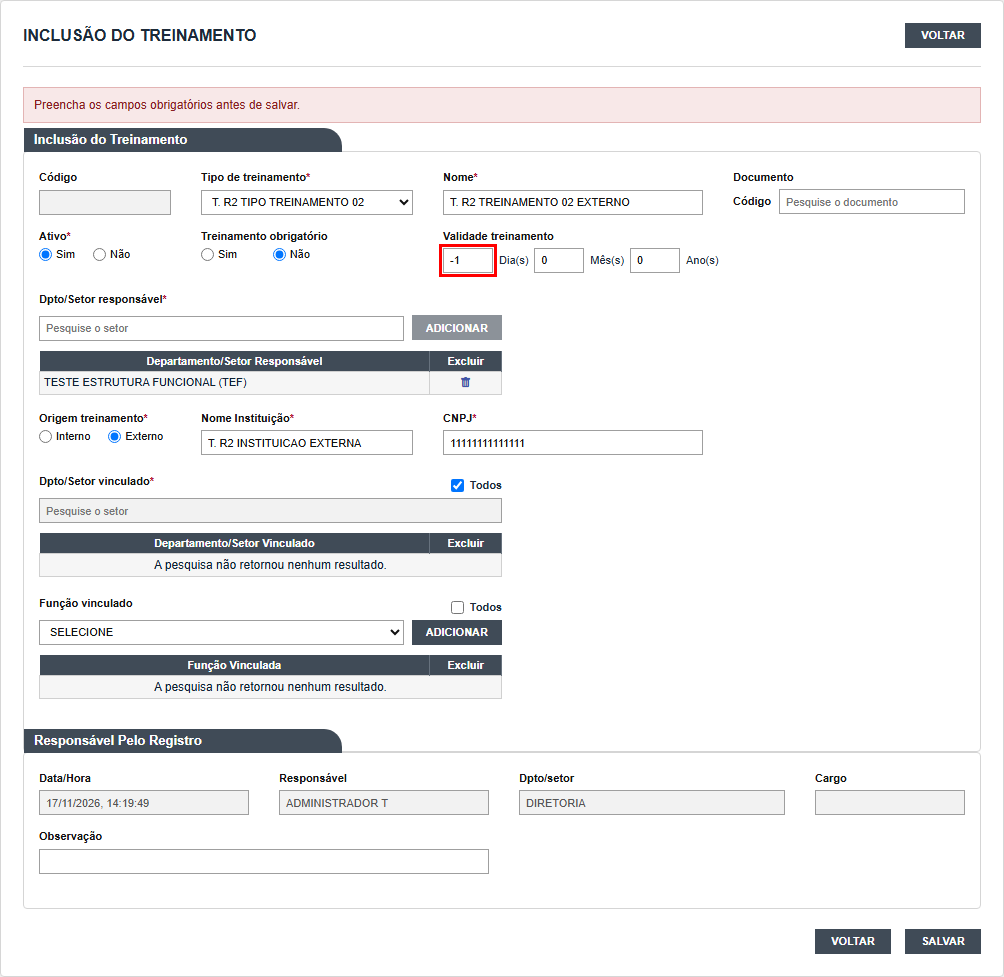 INCLUSÃO DO TREINAMENTO
VOLTAR
Preencha os campos obrigatórios antes de salvar.
Inclusão do Treinamento
Código Tipo de treinamento* Nome* Documento
T. R2 TIPO TREINAMENTO 02 T. R2 TREINAMENTO 02 EXTERNO Código Pesquise o documento
Ativo* Treinamento obrigatório Validade treinamento
Sim Não Sim Não -1 Dia(s) 0 Mês(s) 0 Ano(s)
Dpto/Setor responsável*
Pesquise o setor ADICIONAR
Departamento/Setor Responsável Excluir
TESTE ESTRUTURA FUNCIONAL (TEF)
Origem treinamento* Nome Instituição* CNPJ*
Interno Externo T. R2 INSTITUICAO EXTERNA 11111111111111
Dpto/Setor vinculado* Todos
Pesquise o setor
Departamento/Setor Vinculado Excluir
A pesquisa não retornou nenhum resultado.
Função vinculado Todos
SELECIONE ADICIONAR
Função Vinculada Excluir
A pesquisa não retornou nenhum resultado.
Responsável Pelo Registro
Data/Hora Responsável Dpto/setor Cargo
17/11/2026, 14:19:49 ADMINISTRADOR T DIRETORIA
Observação
VOLTAR SALVAR